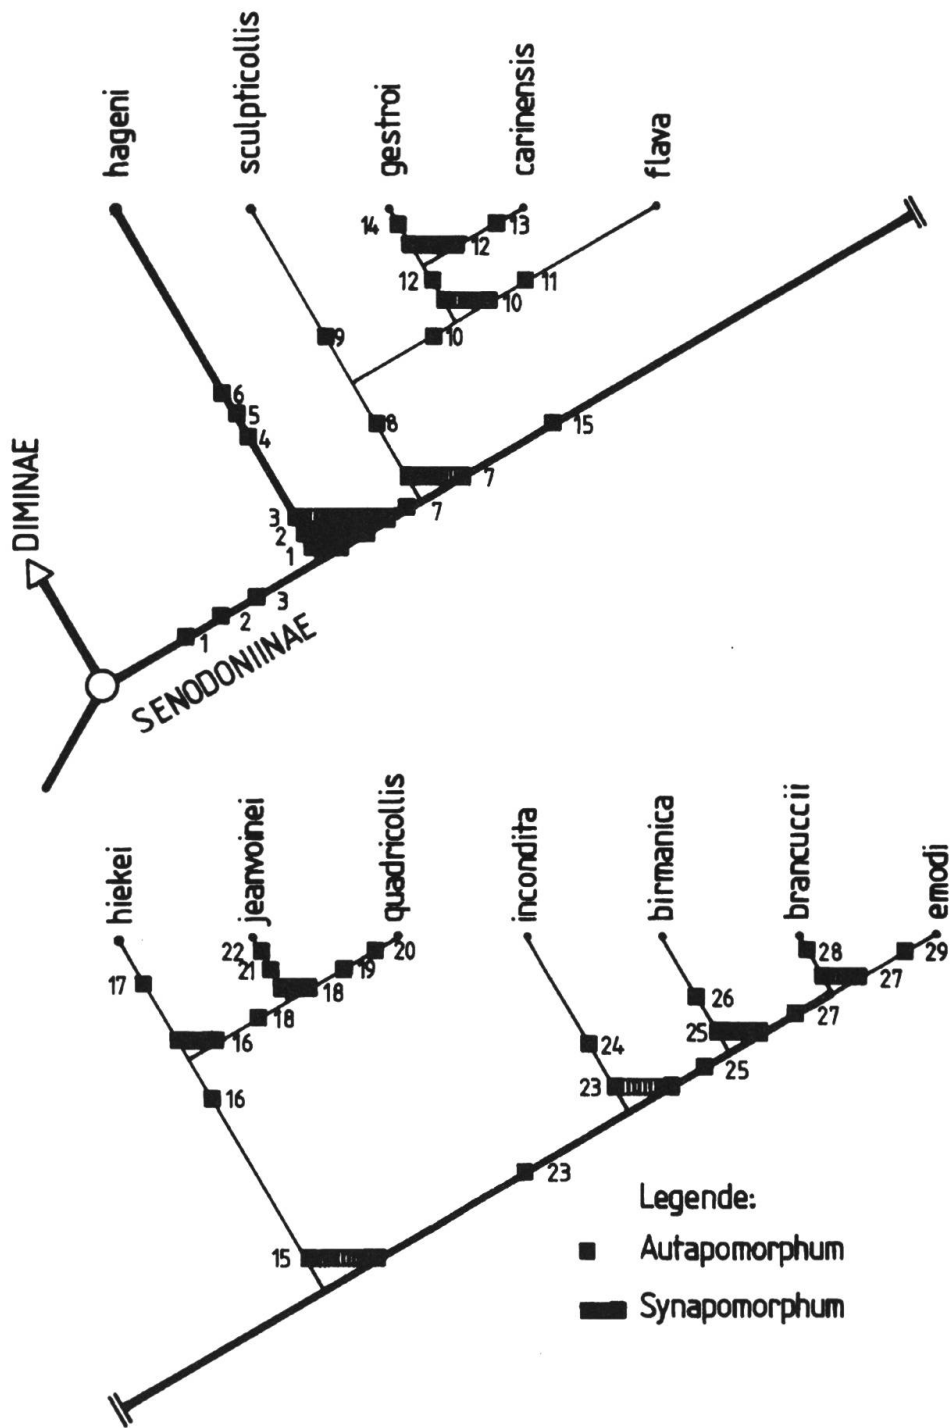 hageni
sculpticollis
gestroi
carinensis
flava
14
12
13
12
11
10
9
10
6
5
4
8
15
7
DIMINAE
3
7
2
1
3
2
1
SENODONIINAE
hiekei
jeanvoinei
quadricollis
incondita
birmanica
brancuccii
emodi
22
20
28
29
17
21
19
27
18
26
27
18
16
25
24
25
23
16
23
15
Legende:
Autapomorphum
Synapomorphum